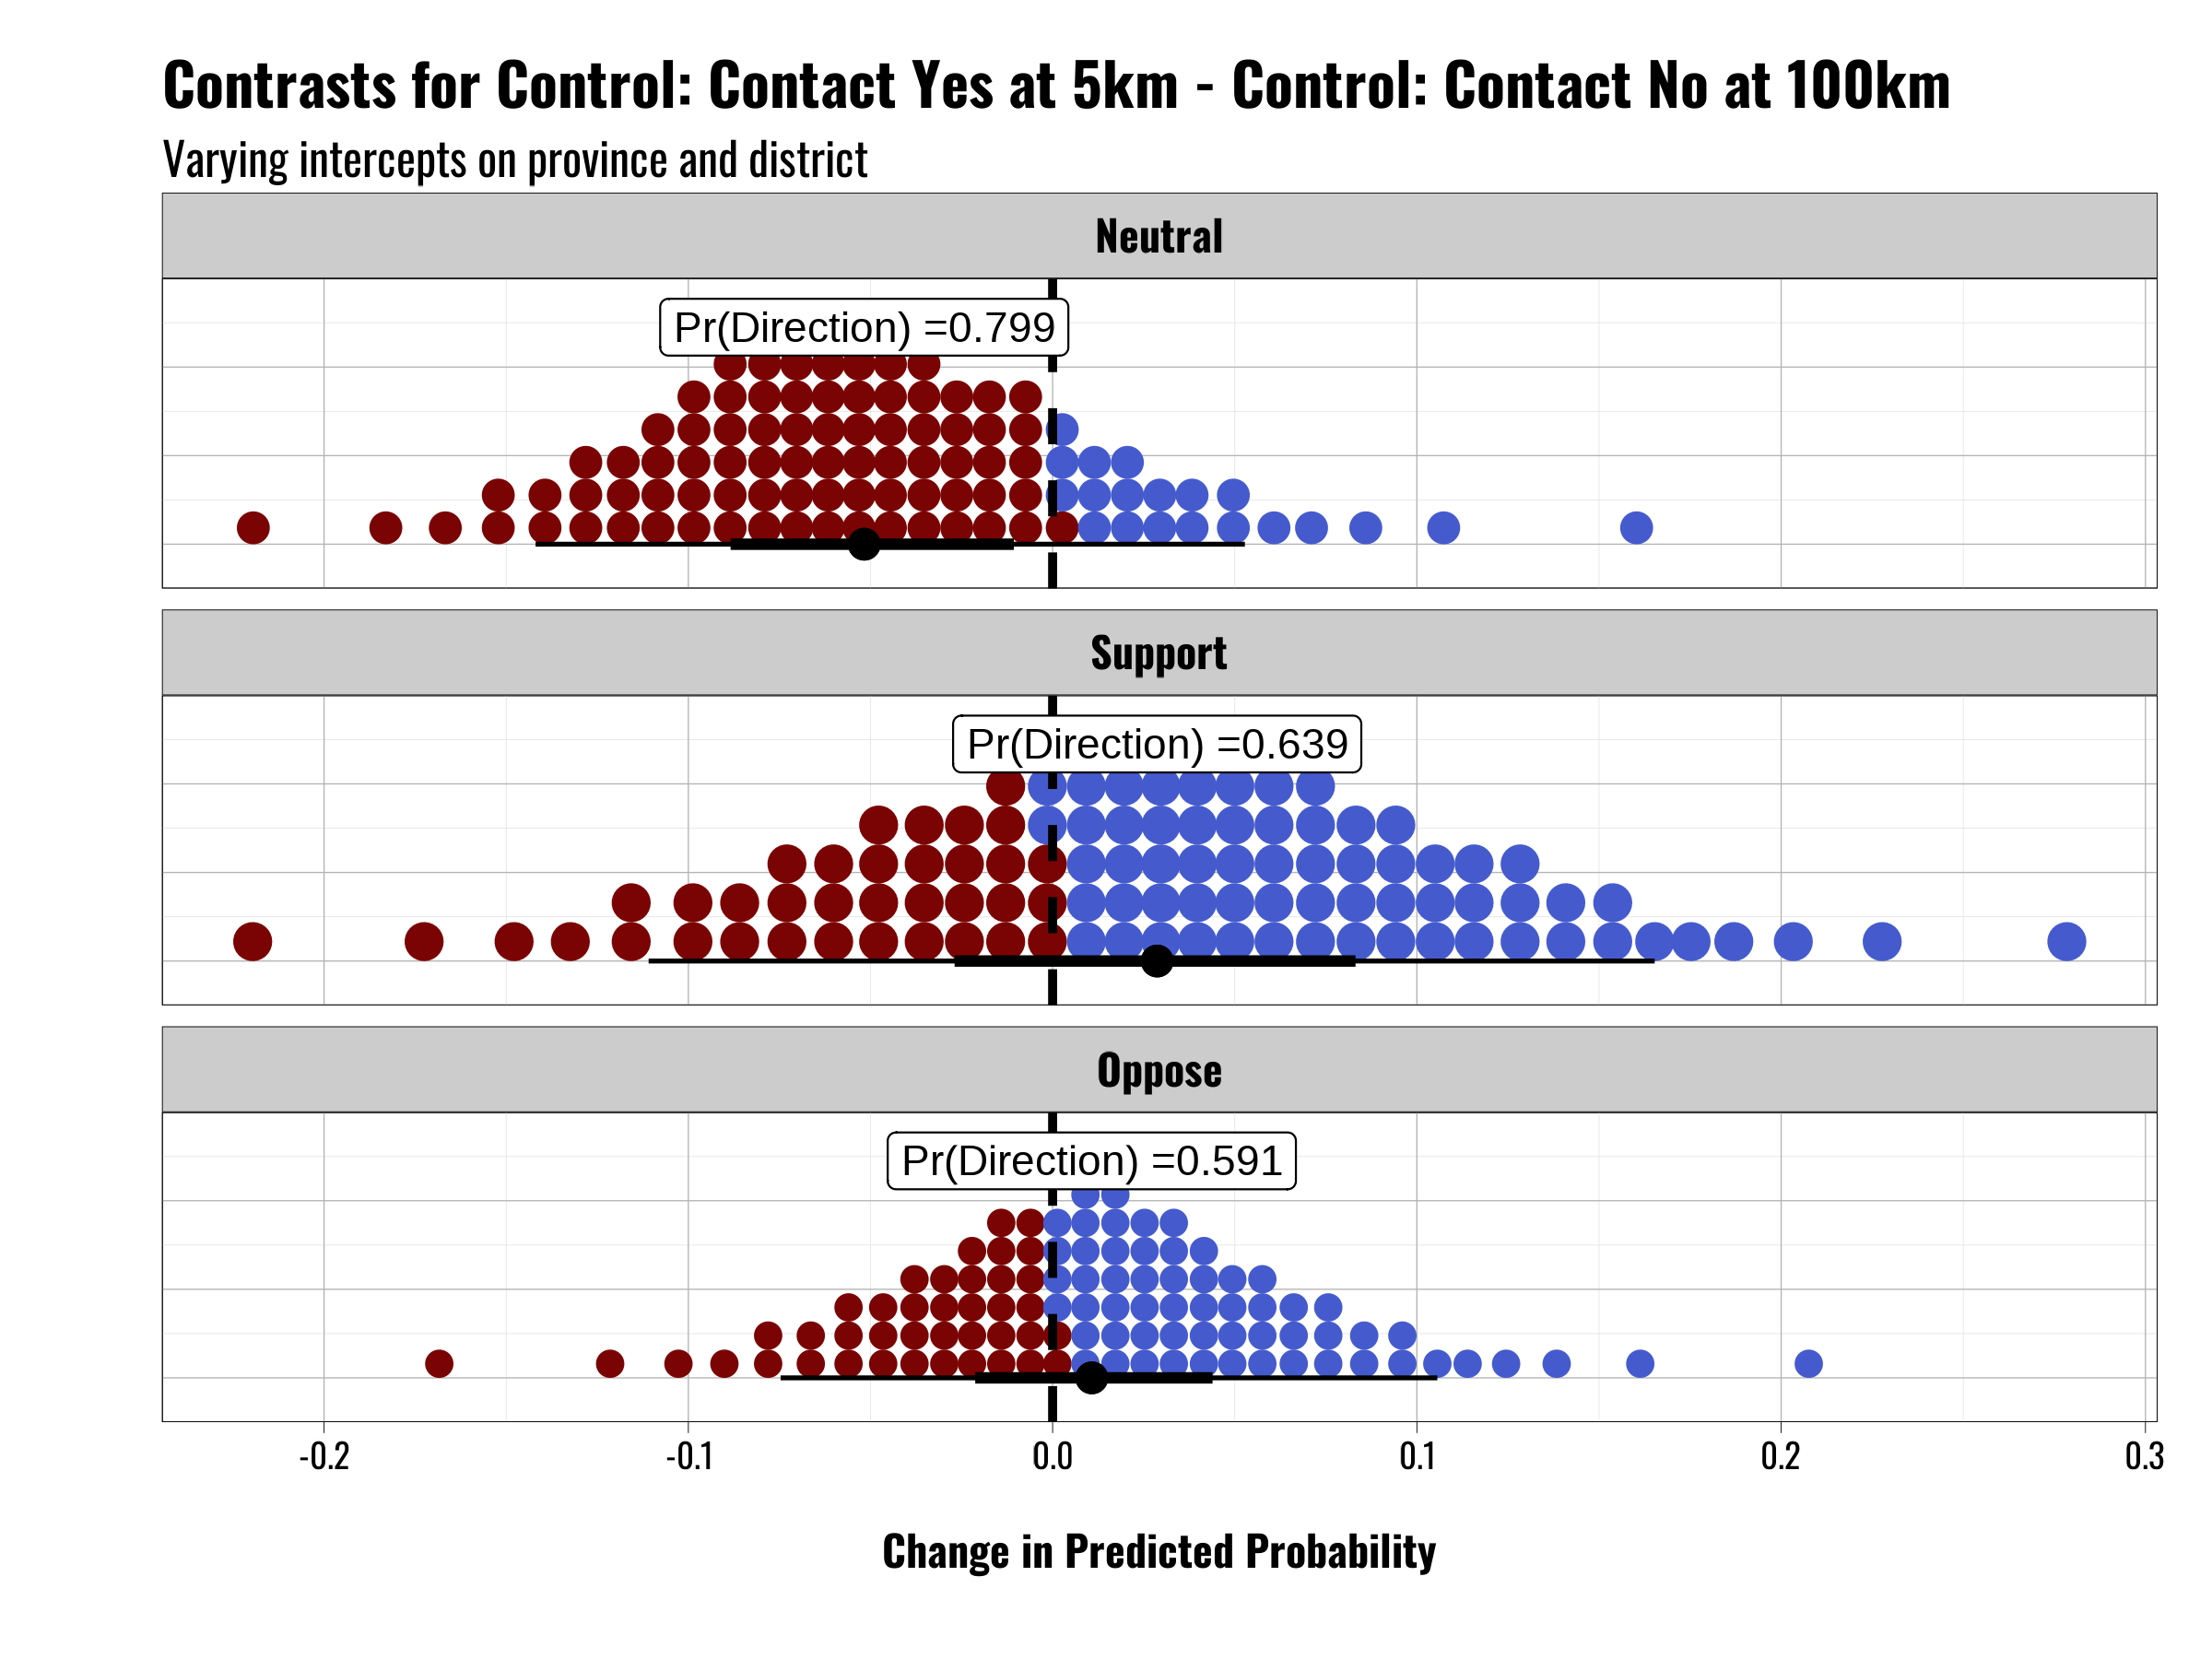 Contrasts for Control: Contact Yes at 5km - Control: Contact No at 100km
Varying intercepts on province and district
Neutral
Pr(Direction) =0.799
Support
Pr(Direction) =0.639
Oppose
Pr(Direction) =0.591
-0.2 -0.1 0.0 0.1 0.2 0.3
Change in Predicted Probability